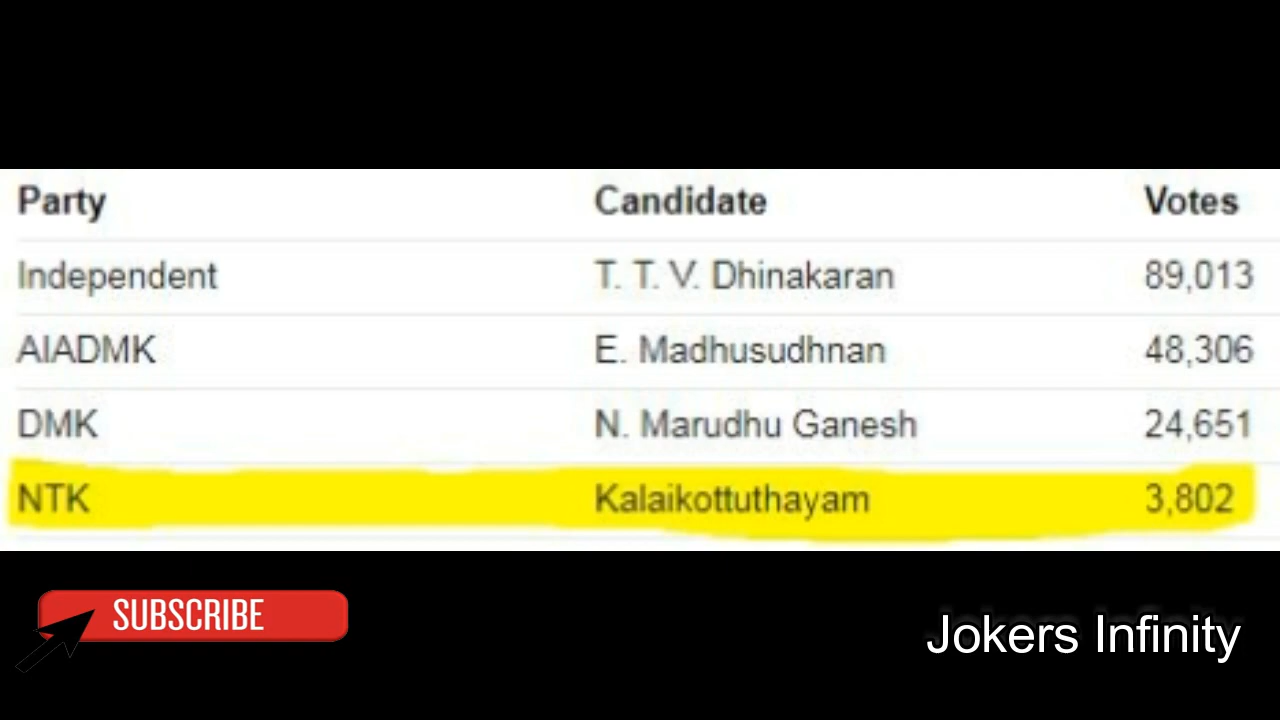 Party Candidate Votes
Independent T. T. V. Dhinakaran 89,013
AIADMK E. Madhusudhnan 48,306
DMK N. Marudhu Ganesh 24,651
NTK Kalaikottuthayam 3,802
SUBSCRIBE
Jokers Infinity